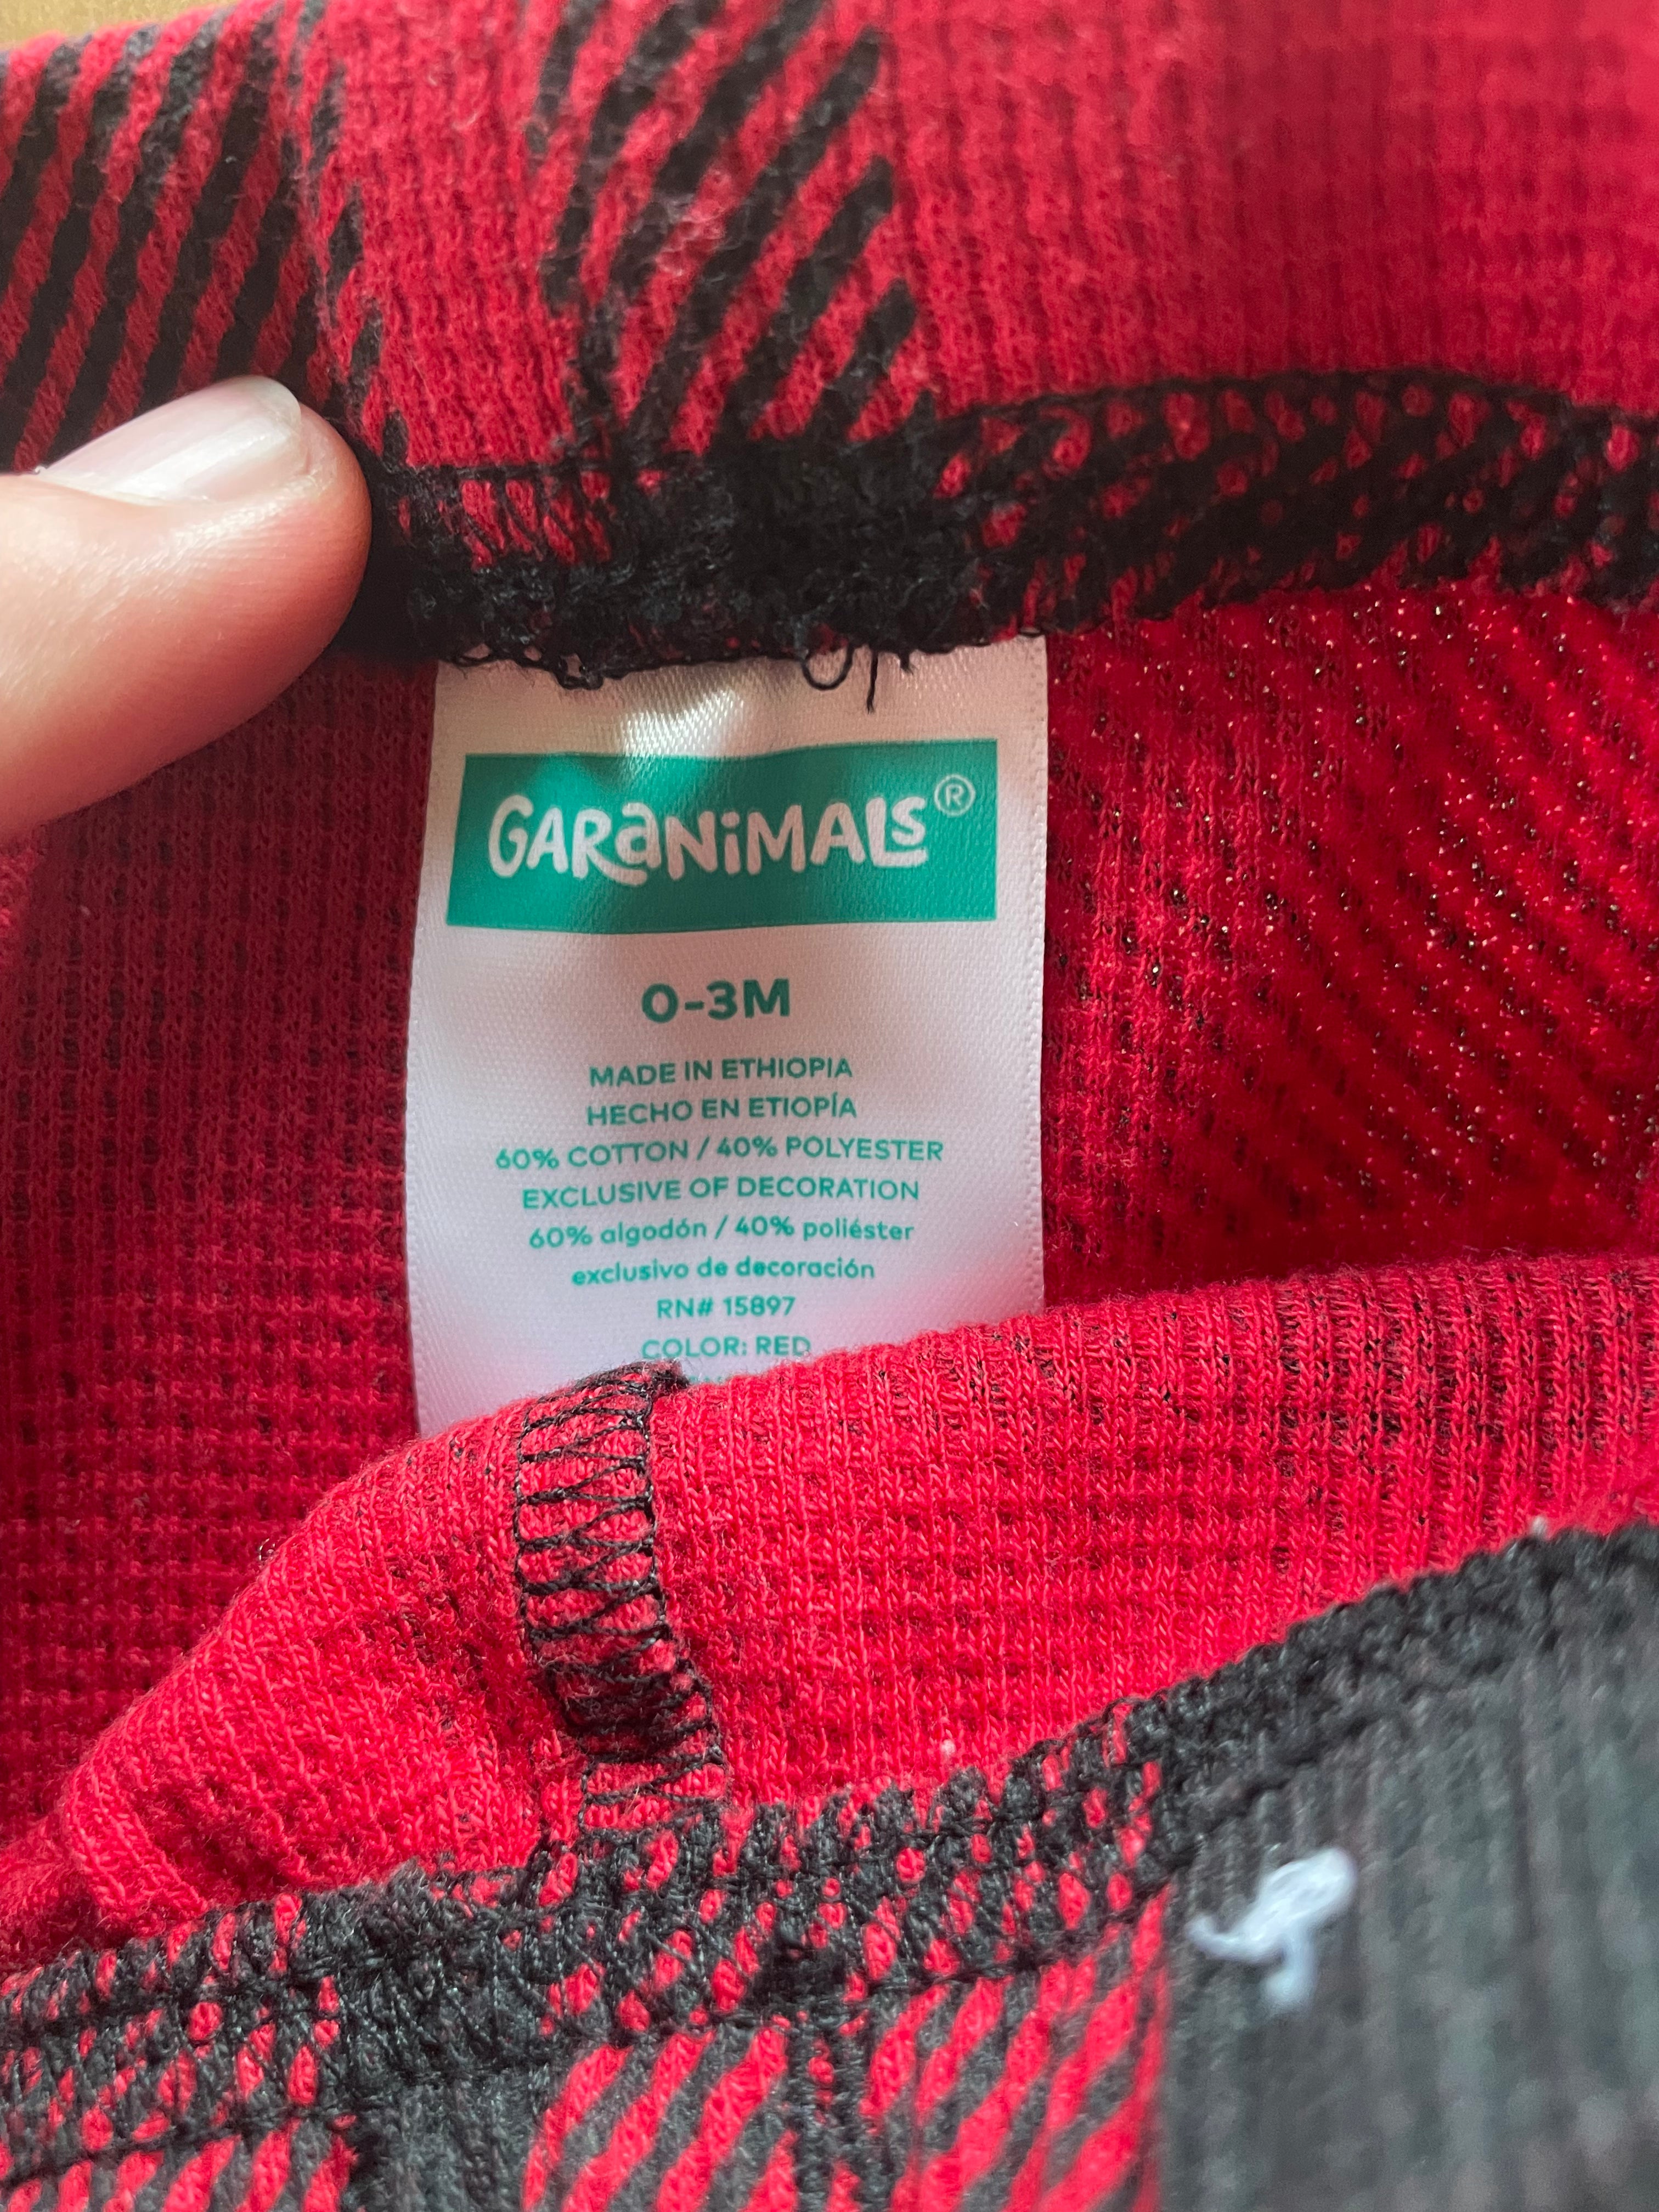 GARANIMALS®
0-3M
MADE IN ETHIOPIA
HECHO EN ETIOPÍA
60% COTTON / 40% POLYESTER
EXCLUSIVE OF DECORATION
60% algodón / 40% poliéster
exclusivo de decoración
RN# 15897
COLOR: RED